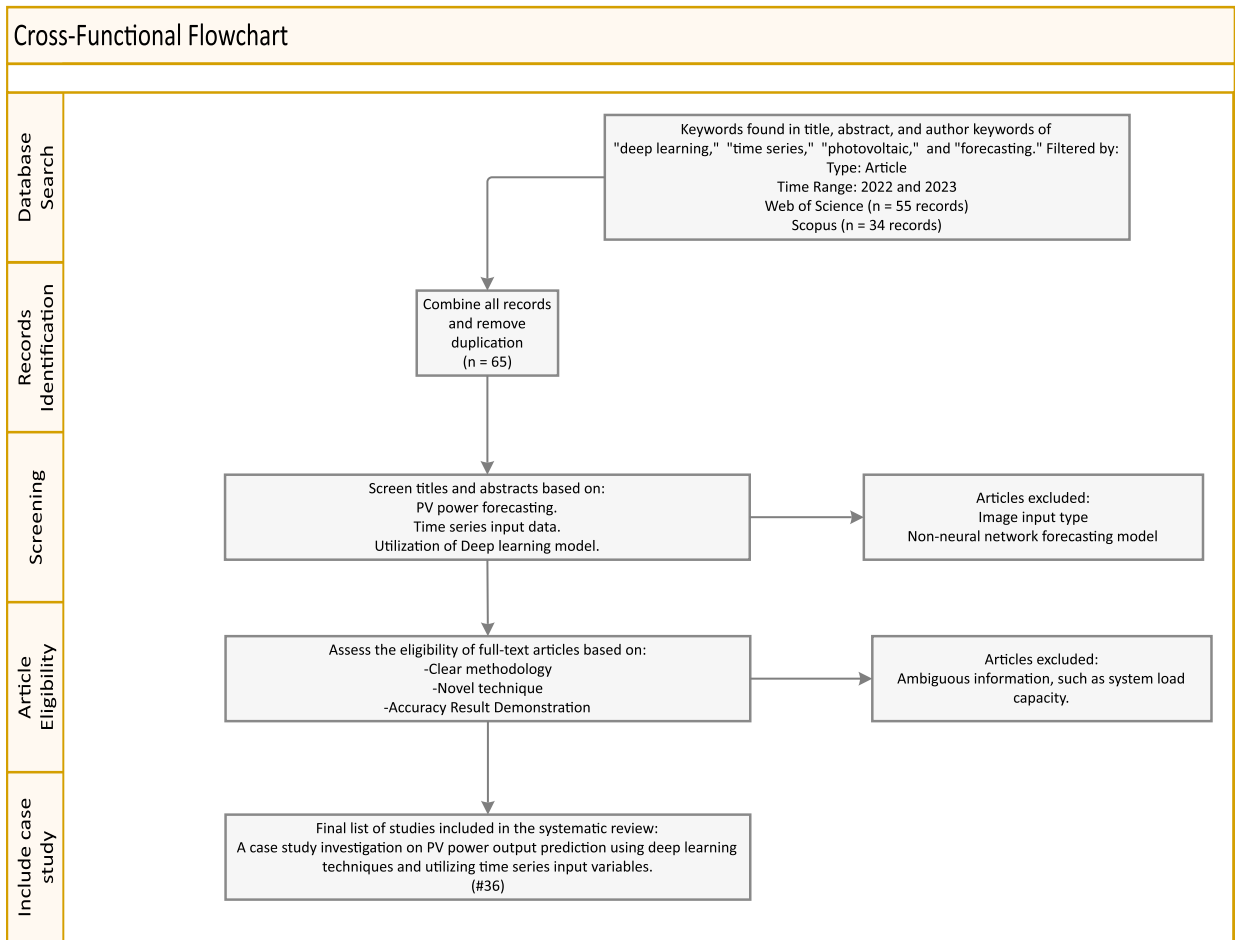 Cross-Functional Flowchart
Database
Search
Keywords found in title, abstract, and author keywords of
"deep learning," "time series," "photovoltaic," and "forecasting." Filtered by:
Type: Article
Time Range: 2022 and 2023
Web of Science (n = 55 records)
Scopus (n = 34 records)
Records
Identification
Combine all records
and remove
duplication
(n = 65)
Screening
Screen titles and abstracts based on:
PV power forecasting.
Time series input data.
Utilization of Deep learning model.
Articles excluded:
Image input type
Non-neural network forecasting model
Article
Eligibility
Assess the eligibility of full-text articles based on:
-Clear methodology
-Novel technique
-Accuracy Result Demonstration
Articles excluded:
Ambiguous information, such as system load
capacity.
Include case
study
Final list of studies included in the systematic review:
A case study investigation on PV power output prediction using deep learning
techniques and utilizing time series input variables.
(#36)